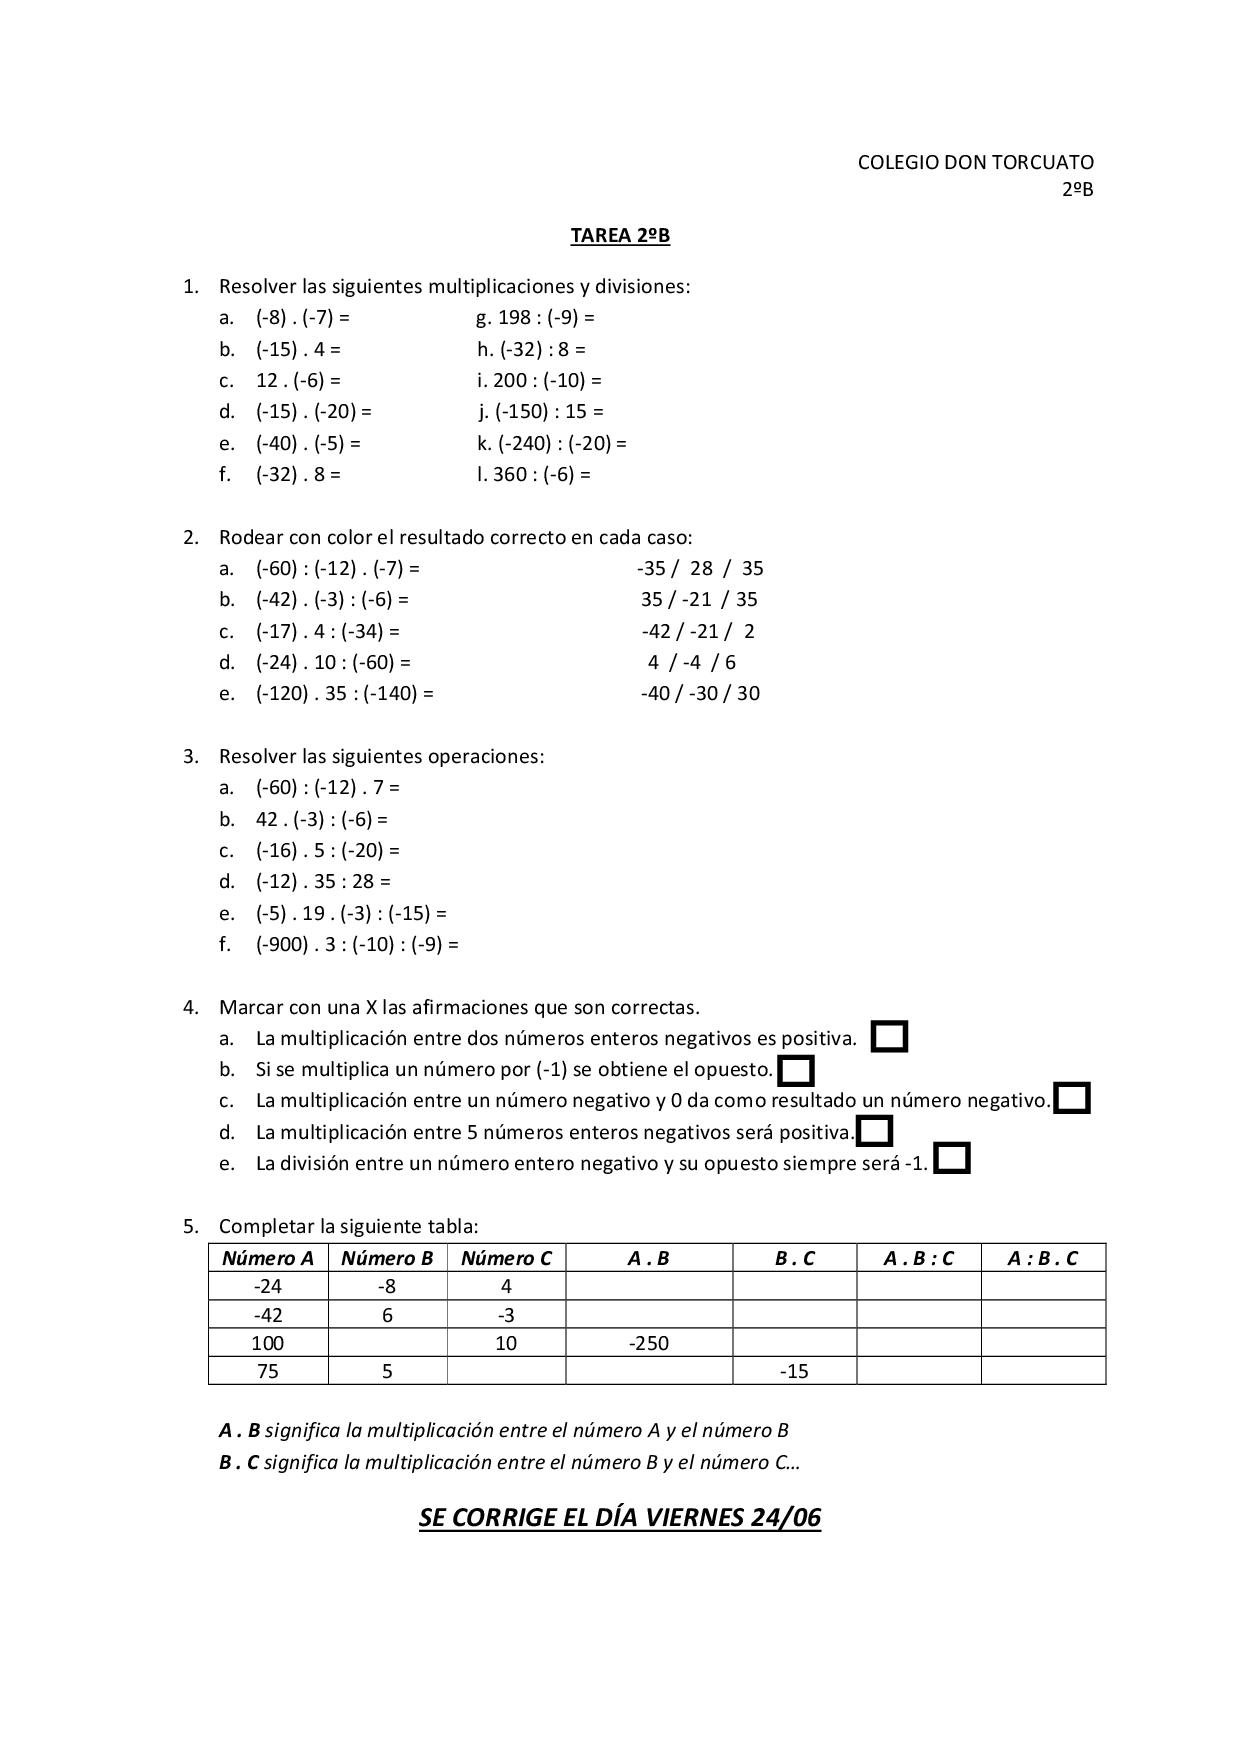 COLEGIO DON TORCUATO
2ºB
TAREA 2ºB
1. Resolver las siguientes multiplicaciones y divisiones:
a. (-8) . (-7) = g. 198 : (-9) =
b. (-15) . 4 = h. (-32) : 8 =
c. 12 . (-6) = i. 200 : (-10) =
d. (-15) . (-20) = j. (-150) : 15 =
e. (-40) . (-5) = k. (-240) : (-20) =
f. (-32) . 8 = l. 360 : (-6) =
2. Rodear con color el resultado correcto en cada caso:
a. (-60) : (-12) . (-7) = -35 / 28 / 35
b. (-42) . (-3) : (-6) = 35 / -21 / 35
c. (-17) . 4 : (-34) = -42 / -21 / 2
d. (-24) . 10 : (-60) = 4 / -4 / 6
e. (-120) . 35 : (-140) = -40 / -30 / 30
3. Resolver las siguientes operaciones:
a. (-60) : (-12) . 7 =
b. 42 . (-3) : (-6) =
c. (-16) . 5 : (-20) =
d. (-12) . 35 : 28 =
e. (-5) . 19 . (-3) : (-15) =
f. (-900) . 3 : (-10) : (-9) =
4. Marcar con una X las afirmaciones que son correctas.
a. La multiplicación entre dos números enteros negativos es positiva.
b. Si se multiplica un número por (-1) se obtiene el opuesto.
c. La multiplicación entre un número negativo y 0 da como resultado un número negativo.
d. La multiplicación entre 5 números enteros negativos será positiva.
e. La división entre un número entero negativo y su opuesto siempre será -1.
5. Completar la siguiente tabla:
Número A Número B Número C A . B B . C A . B : C A : B . C
-24 -8 4
-42 6 -3
100 10 -250
75 5 -15
A . B significa la multiplicación entre el número A y el número B
B . C significa la multiplicación entre el número B y el número C...
SE CORRIGE EL DÍA VIERNES 24/06